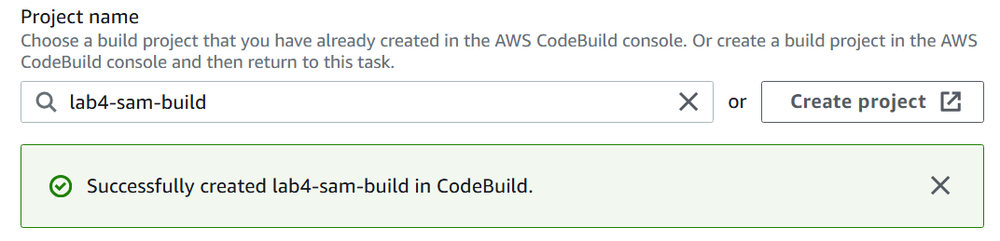 Project name
Choose a build project that you have already created in the AWS CodeBuild console. Or create a build project in the AWS
CodeBuild console and then return to this task.
lab4-sam-build or Create project
Successfully created lab4-sam-build in CodeBuild.